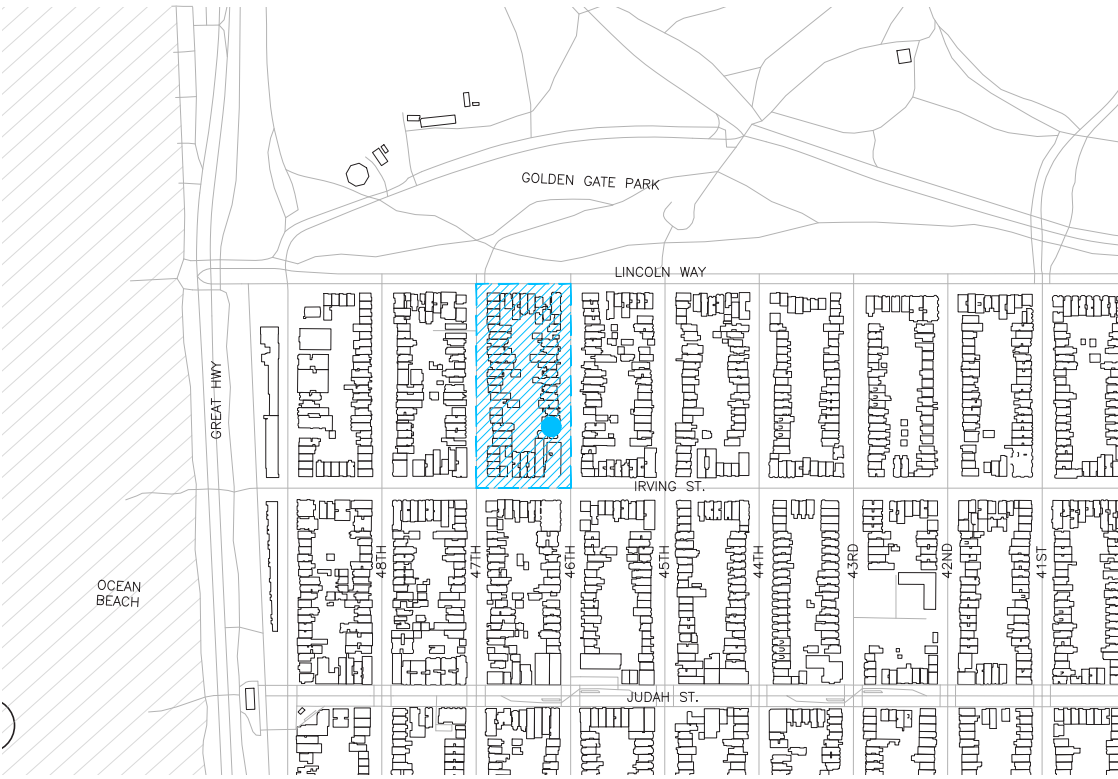 GOLDEN GATE PARK
LINCOLN WAY
GREAT HWY
IRVING ST.
48TH
47TH
46TH
45TH
44TH
43RD
42ND
41ST
OCEAN
BEACH
JUDAH ST.